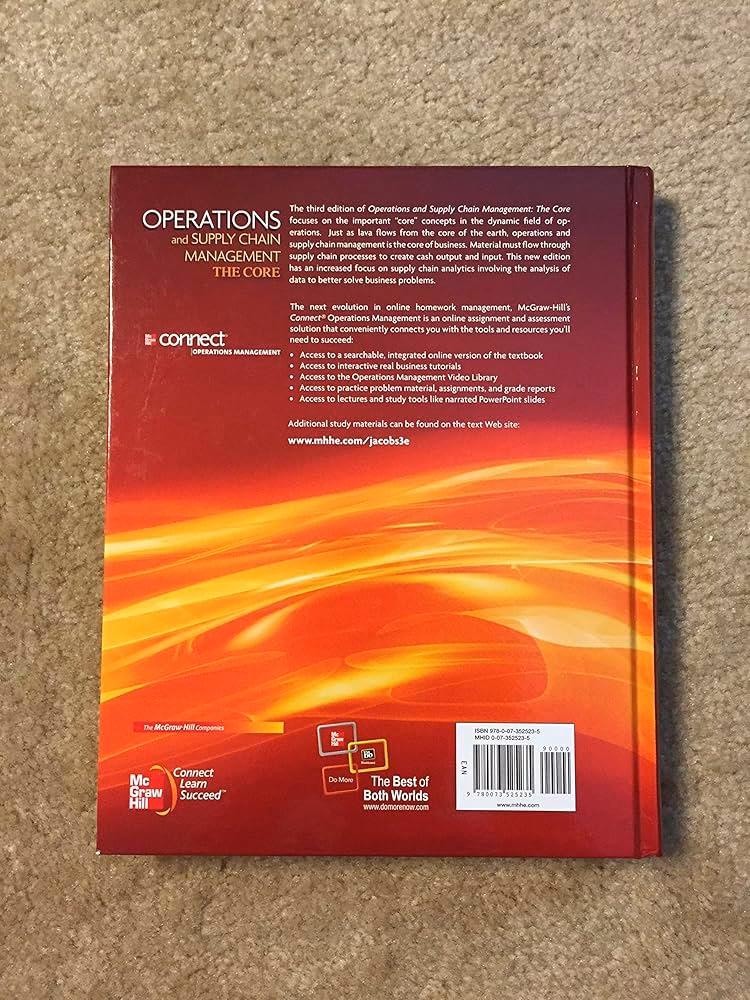 OPERATIONS
and SUPPLY CHAIN
MANAGEMENT
THE CORE
The third edition of Operations and Supply Chain Management: The Core
focuses on the important “core” concepts in the dynamic field of op-
erations. Just as lava flows from the core of the earth, operations and
supply chain management is the core of business. Material must flow through
supply chain processes to create cash output and input. This new edition
has an increased focus on supply chain analytics involving the analysis of
data to better solve business problems.
connect®
OPERATIONS MANAGEMENT
The next evolution in online homework management, McGraw-Hill's
Connect® Operations Management is an online assignment and assessment
solution that conveniently connects you with the tools and resources you'll
need to succeed:
• Access to a searchable, integrated online version of the textbook
• Access to interactive real business tutorials
• Access to the Operations Management Video Library
• Access to practice problem material, assignments, and grade reports
• Access to lectures and study tools like narrated PowerPoint slides
Additional study materials can be found on the text Web site:
www.mhhe.com/jacobs3e
The McGraw-Hill Companies
Mc
Graw
Hill
Connect
Learn
Succeed™
Mc
Graw
Hill
Bb
Blackboard
Do More
The Best of
Both Worlds
www.domorenow.com
ISBN 978-0-07-352523-5
MHID 0-07-352523-5
90000
EAN
9 780073 525235
www.mhhe.com